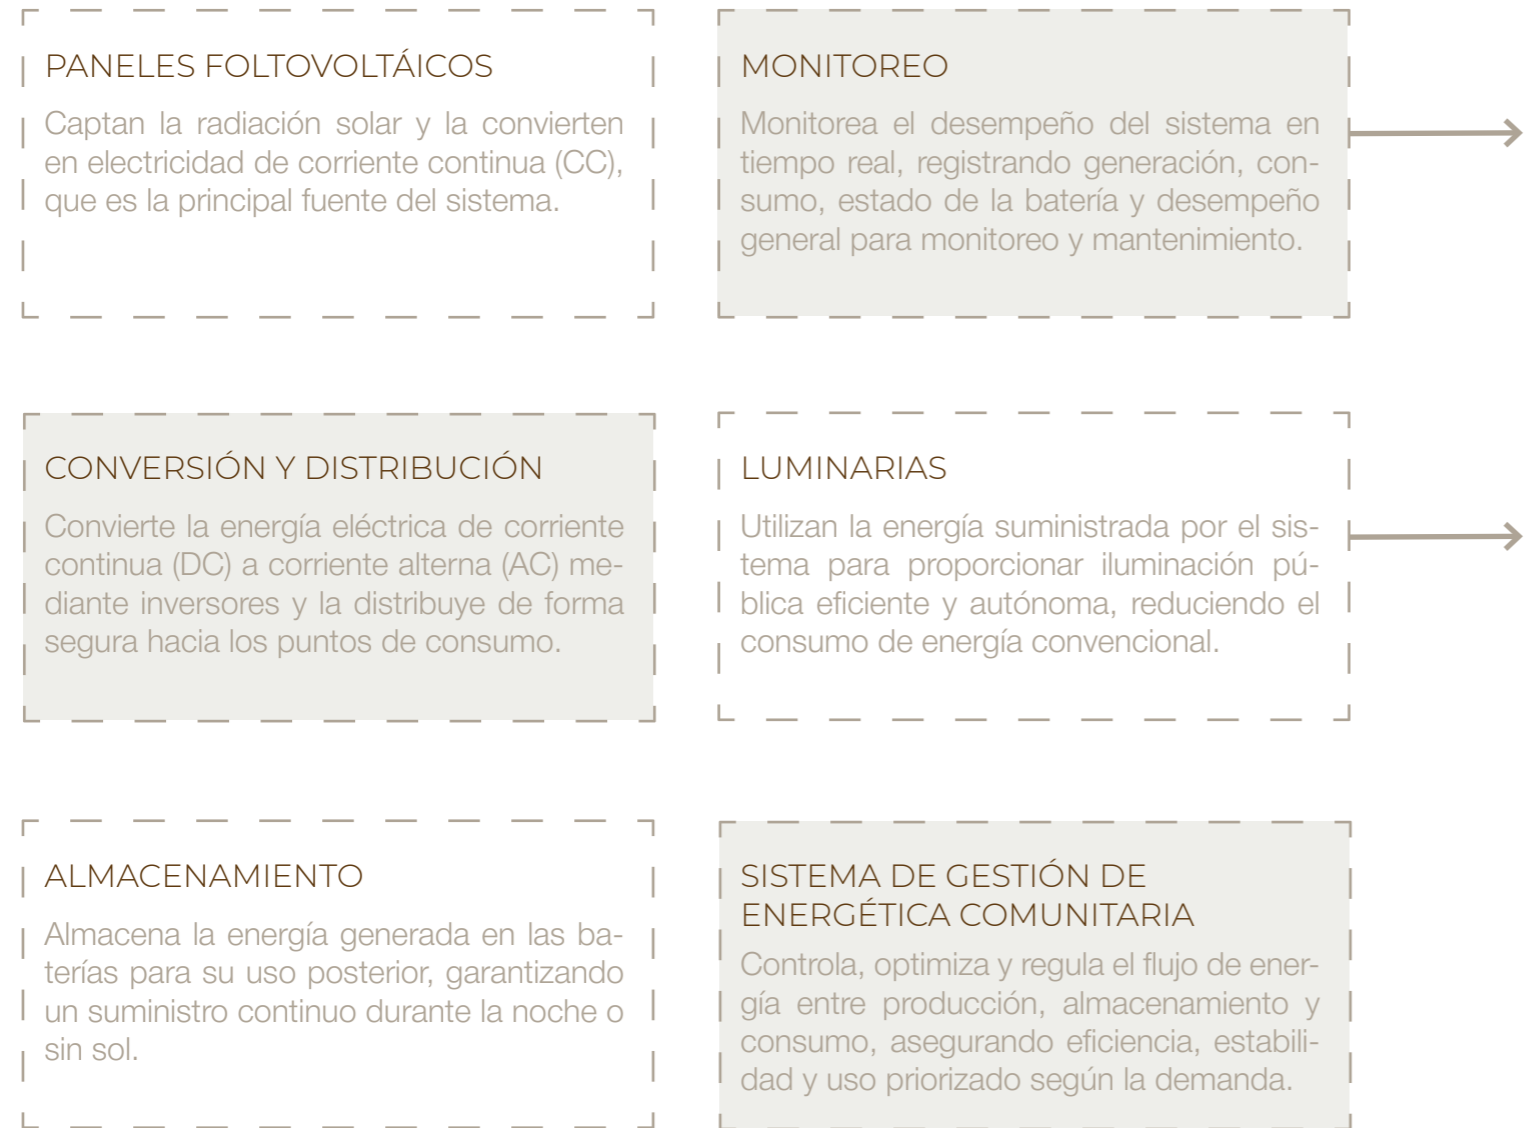 PANELES FOLTOVOLTÁICOS
Captan la radiación solar y la convierten
en electricidad de corriente continua (CC),
que es la principal fuente del sistema.
MONITOREO
Monitorea el desempeño del sistema en
tiempo real, registrando generación, con-
sumo, estado de la batería y desempeño
general para monitoreo y mantenimiento.
CONVERSIÓN Y DISTRIBUCIÓN
Convierte la energía eléctrica de corriente
continua (DC) a corriente alterna (AC) me-
diante inversores y la distribuye de forma
segura hacia los puntos de consumo.
LUMINARIAS
Utilizan la energía suministrada por el sis-
tema para proporcionar iluminación pú-
blica eficiente y autónoma, reduciendo el
consumo de energía convencional.
ALMACENAMIENTO
Almacena la energía generada en las ba-
terías para su uso posterior, garantizando
un suministro continuo durante la noche o
sin sol.
SISTEMA DE GESTIÓN DE
ENERGÉTICA COMUNITARIA
Controla, optimiza y regula el flujo de ener-
gía entre producción, almacenamiento y
consumo, asegurando eficiencia, estabili-
dad y uso priorizado según la demanda.